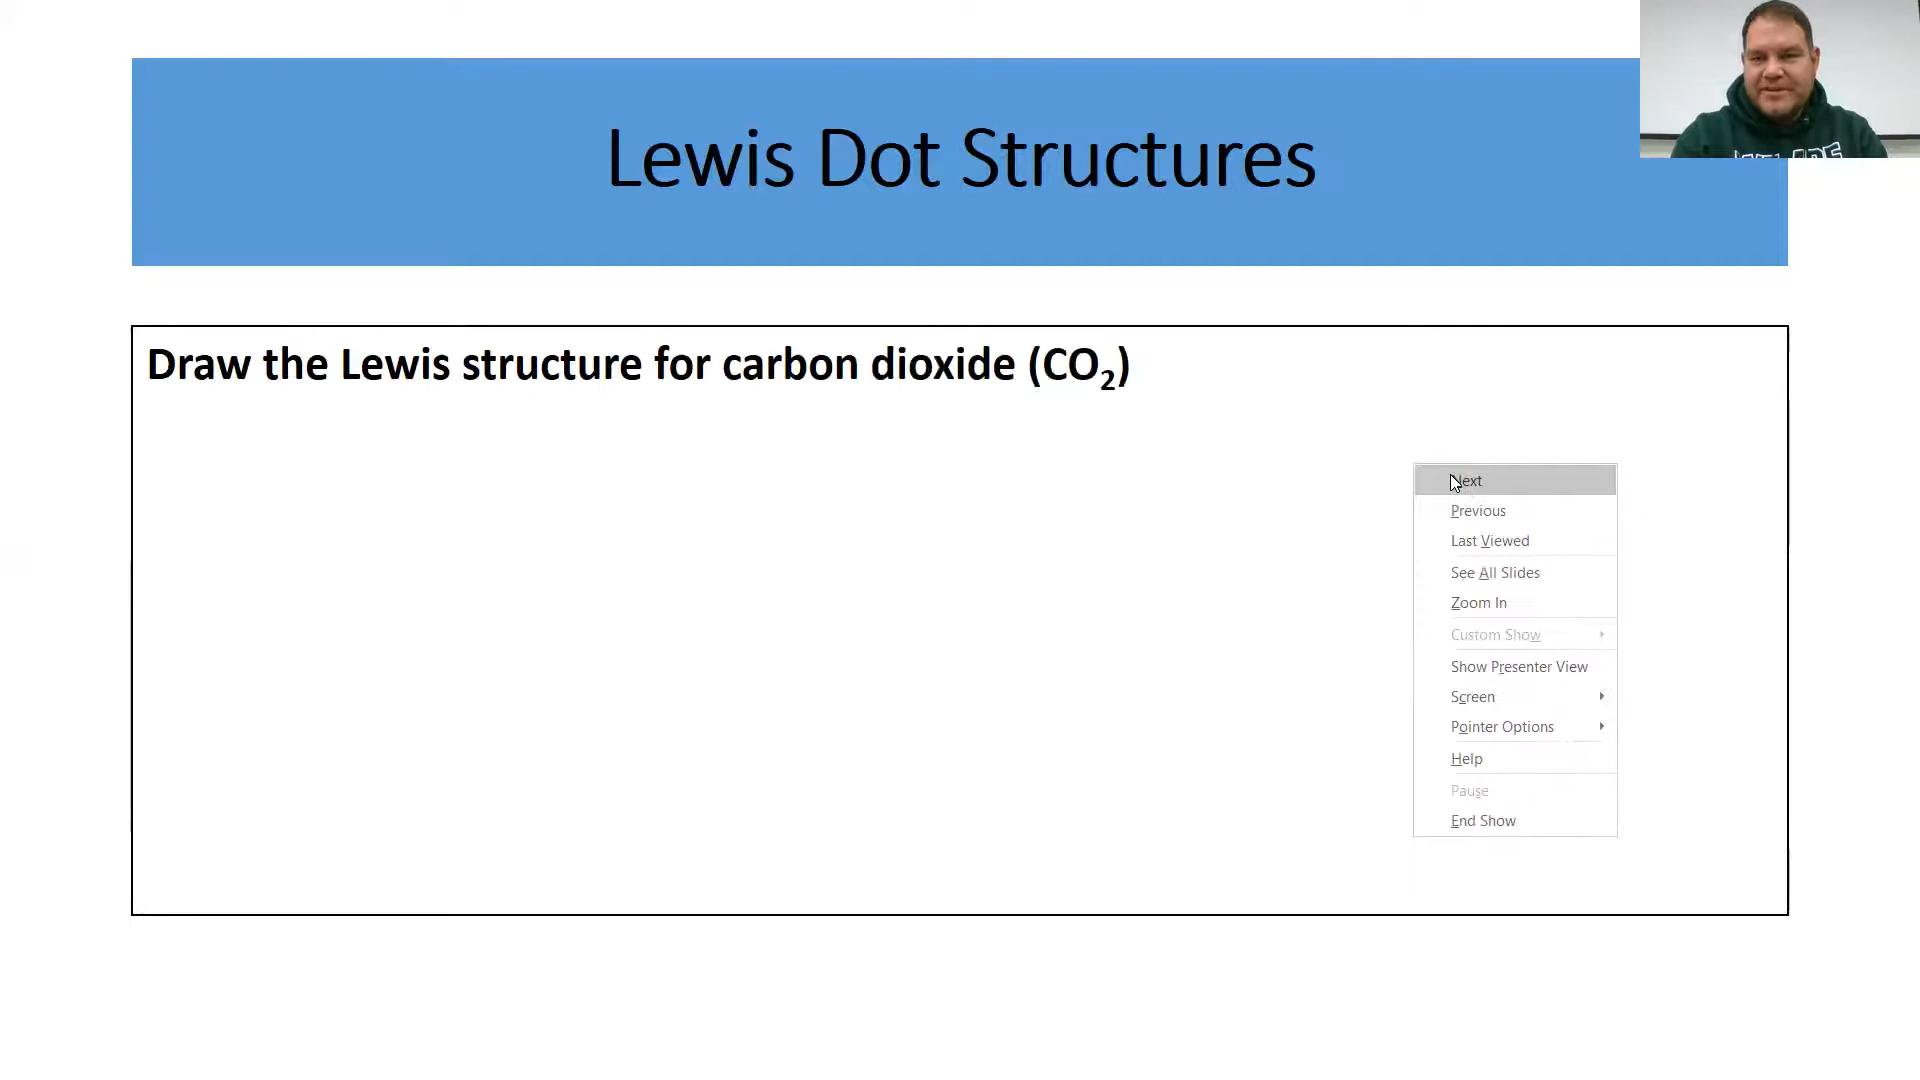 Lewis Dot Structures
Draw the Lewis structure for carbon dioxide (CO₂)
Next
Previous
Last Viewed
See All Slides
Zoom In
Custom Show
Show Presenter View
Screen
Pointer Options
Help
Pause
End Show